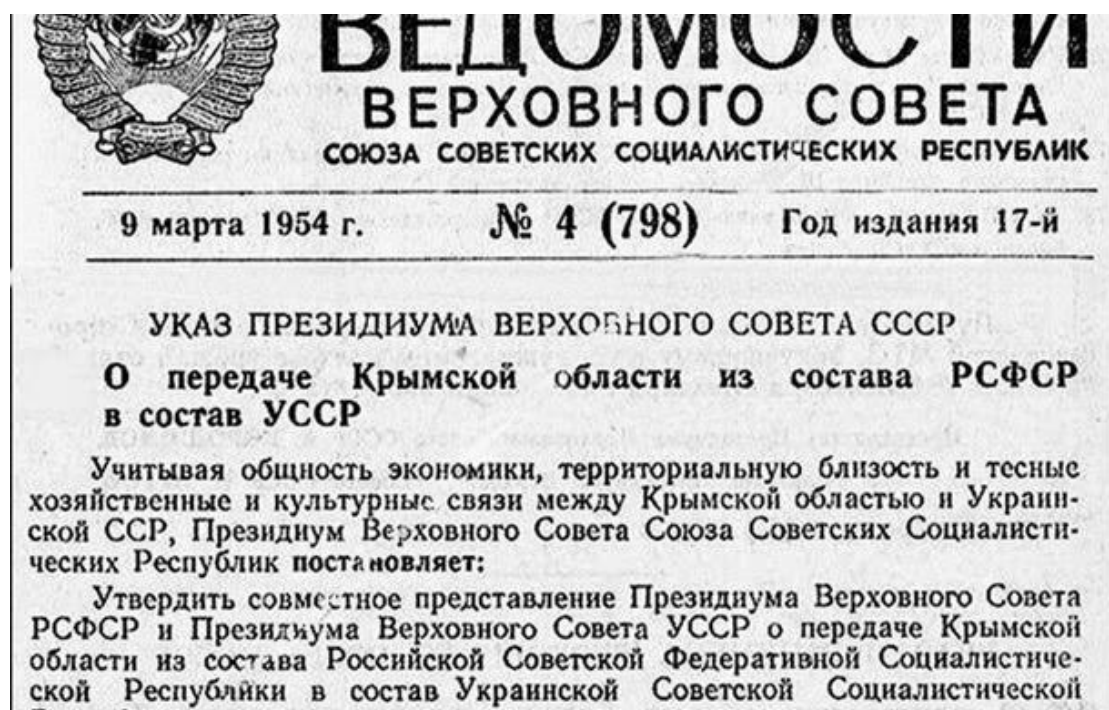 ВЕДОМОСТИ
ВЕРХОВНОГО СОВЕТА
СОЮЗА СОВЕТСКИХ СОЦИАЛИСТИЧЕСКИХ РЕСПУБЛИК
9 марта 1954 г. № 4 (798) Год издания 17-й
УКАЗ ПРЕЗИДИУМА ВЕРХОВНОГО СОВЕТА СССР
О передаче Крымской области из состава РСФСР
в состав УССР
Учитывая общность экономики, территориальную близость и тесные
хозяйственные и культурные связи между Крымской областью и Украин-
ской ССР, Президиум Верховного Совета Союза Советских Социалисти-
ческих Республик постановляет:
Утвердить совместное представление Президиума Верховного Совета
РСФСР и Президиума Верховного Совета УССР о передаче Крымской
области из состава Российской Советской Федеративной Социалистиче-
ской Республики в состав Украинской Советской Социалистической